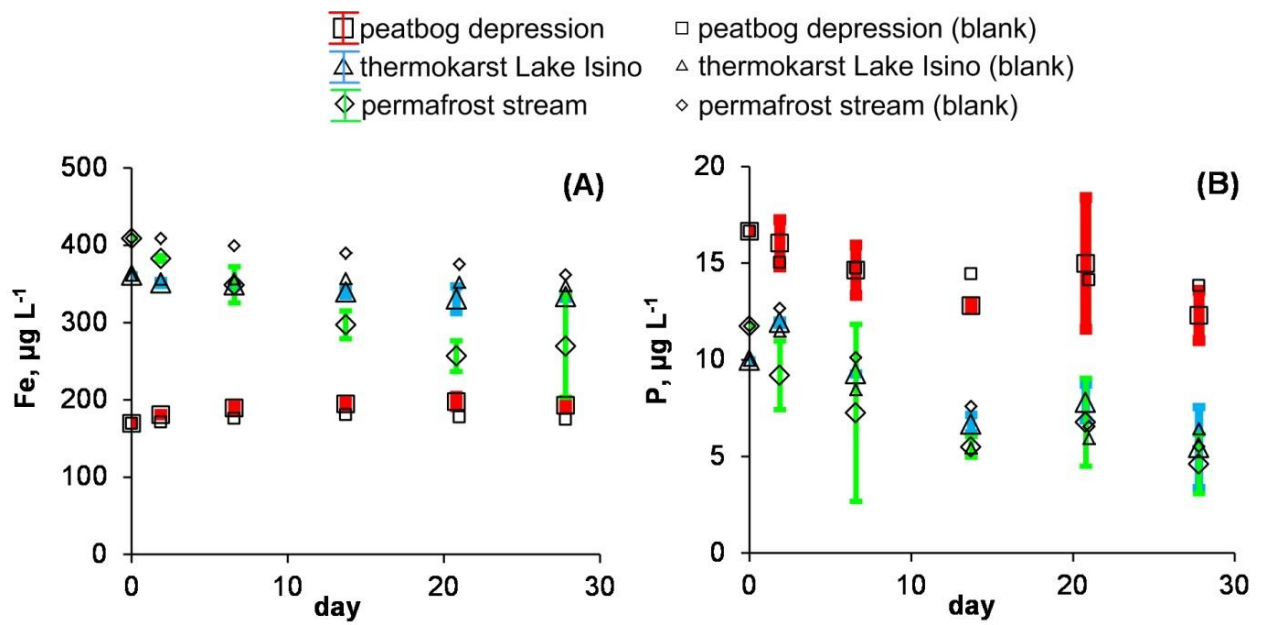 peatbog depression
peatbog depression (blank)
thermokarst Lake Isino
thermokarst Lake Isino (blank)
permafrost stream
permafrost stream (blank)
(A)
Fe, µg L-1
500
400
300
200
100
0
0 10 20 30
day
(B)
P, µg L-1
20
15
10
5
0
0 10 20 30
day